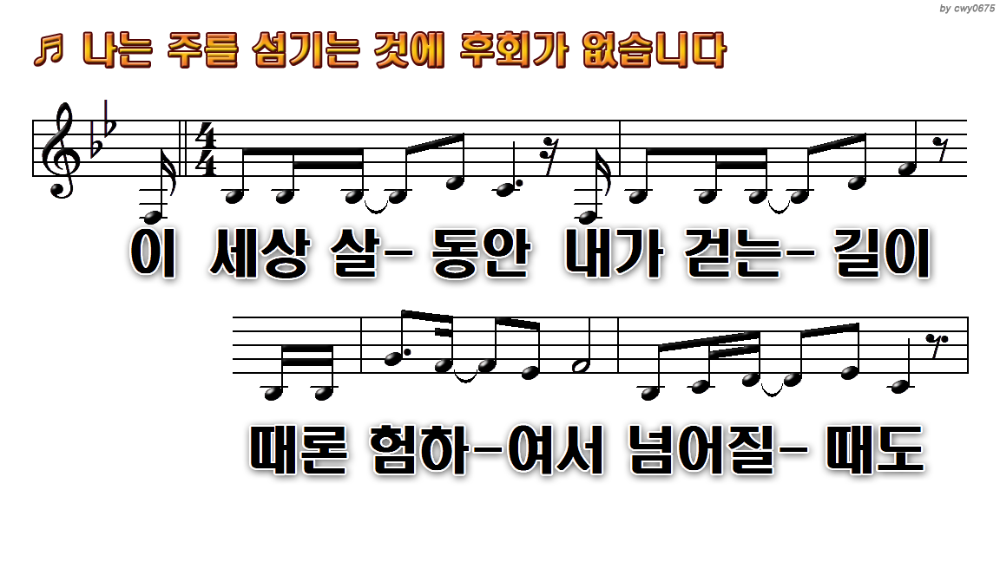 by cwy0675
♬ 나는 주를 섬기는 것에 후회가 없습니다
4
4
이 세상 살- 동안 내가 걷는- 길이
때론 험하-여서 넘어질- 때도